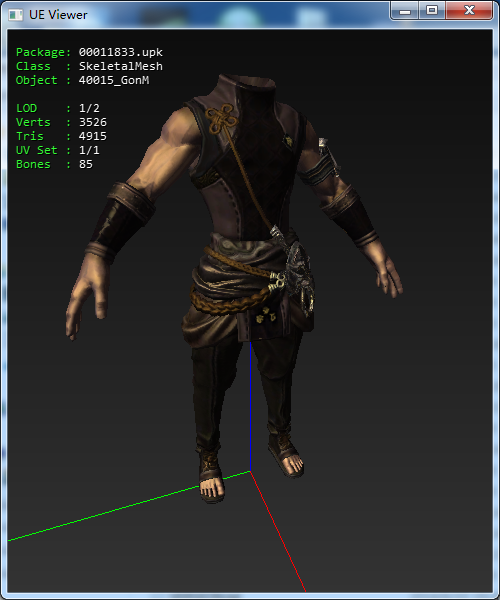 UE Viewer
Package: 00011833.upk
Class : SkeletalMesh
Object : 40015_GonM
LOD : 1/2
Verts : 3526
Tris : 4915
UV Set : 1/1
Bones : 85